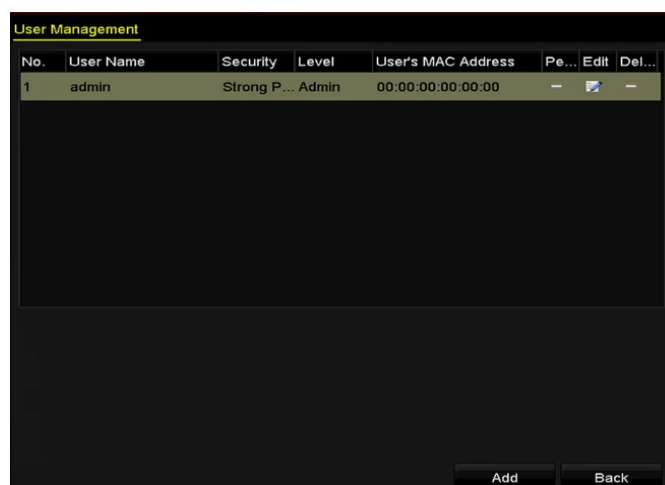 User Management
No. User Name Security Level User's MAC Address Pe... Edit Del...
1 admin Strong P... Admin 00:00:00:00:00:00 — —
Add Back